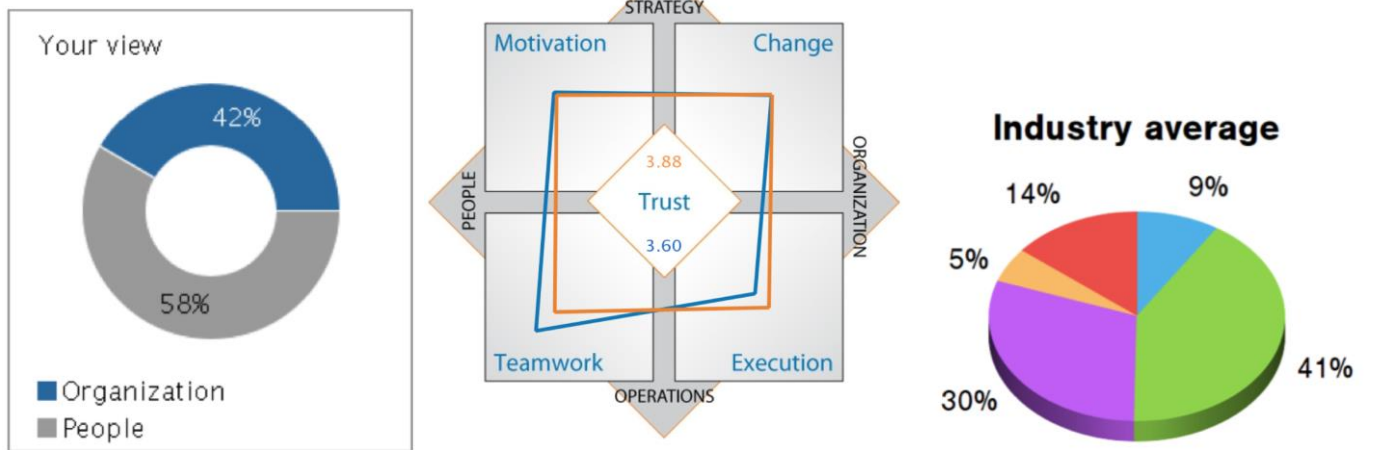 Your view
42%
58%
Organization
People
STRATEGY
Motivation
Change
PEOPLE
3.88
Trust
3.60
ORGANIZATION
Teamwork
Execution
OPERATIONS
Industry average
14%
9%
5%
41%
30%